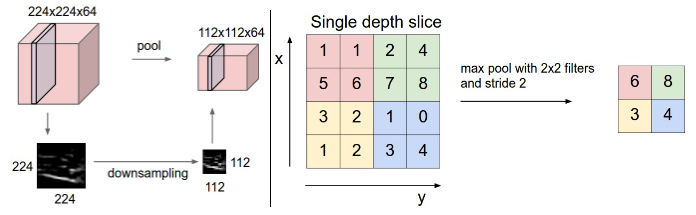 224x224x64
pool
112x112x64
224
224
downsampling
112
112
Single depth slice
x
1 1 2 4
5 6 7 8
3 2 1 0
1 2 3 4
y
max pool with 2x2 filters
and stride 2
6 8
3 4